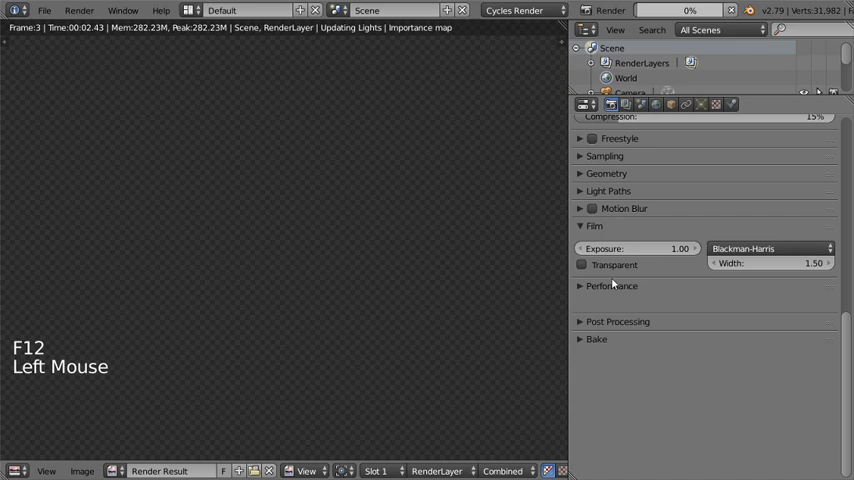 File Render Window Help Default Scene Cycles Render Render 0% v2.79 | Verts:31,982 | F
Frame:3 | Time:00:02.43 | Mem:282.23M, Peak:282.23M | Scene, RenderLayer | Updating Lights | Importance map
View Search All Scenes
Scene
RenderLayers
World
Camera
Compression: 15%
Freestyle
Sampling
Geometry
Light Paths
Motion Blur
Film
Exposure: 1.00 Blackman-Harris
Transparent Width: 1.50
Performance
Post Processing
Bake
F12
Left Mouse
View Image Render Result F View Slot 1 RenderLayer Combined